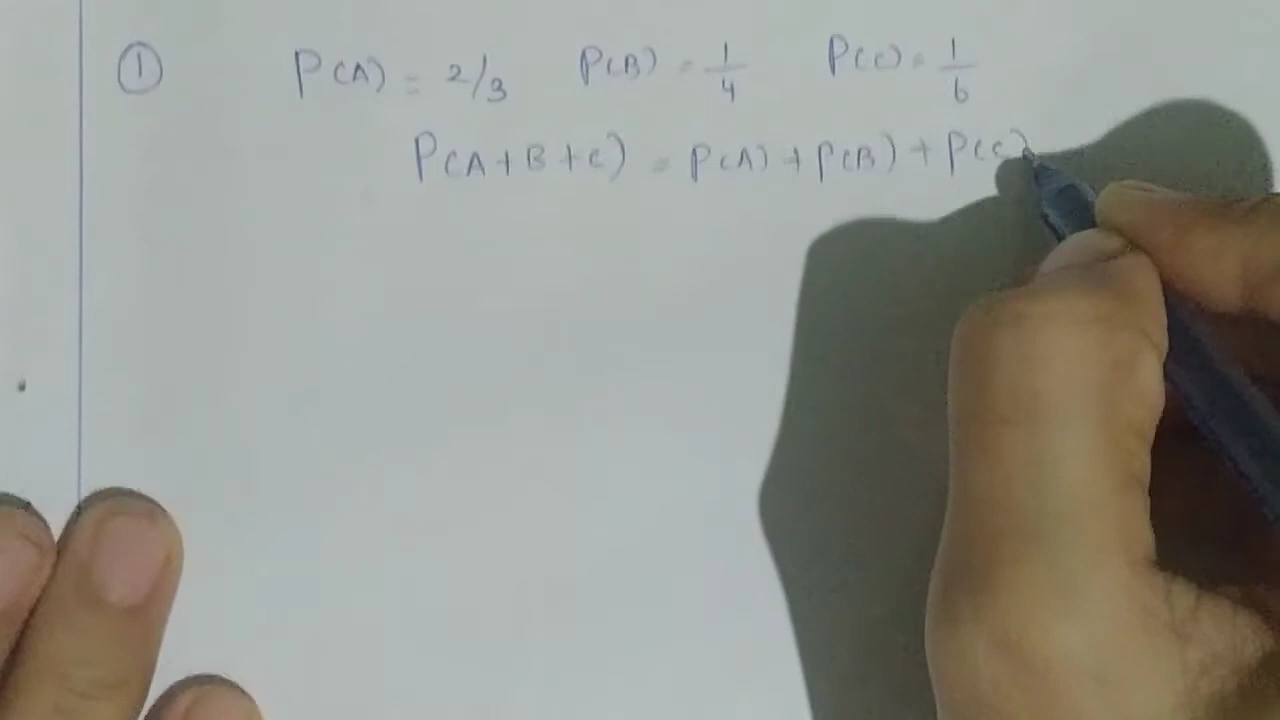 ① P(A) = 2/3 P(B) = 1/4 P(C) = 1/6
P(A+B+C) = P(A) + P(B) + P(C)